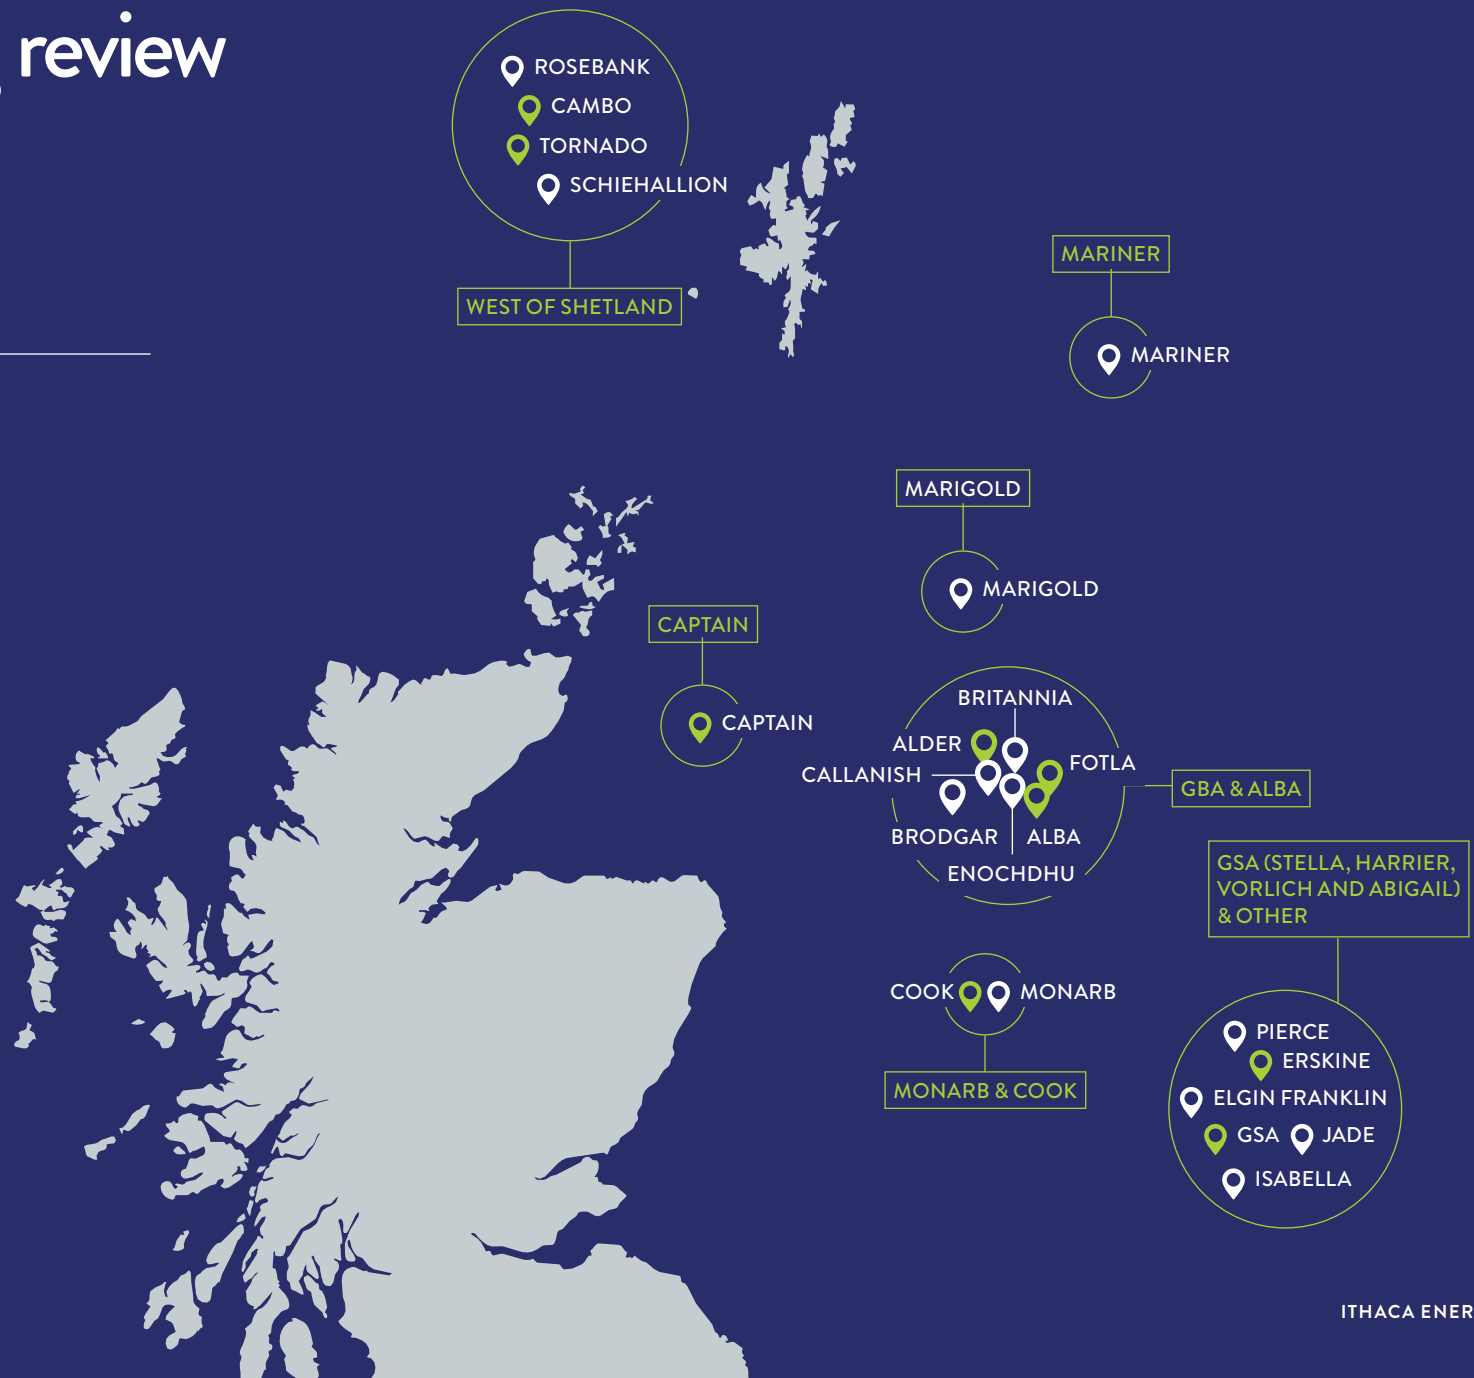 review
ROSEBANK
CAMBO
TORNADO
SCHIEHALLION
WEST OF SHETLAND
MARINER
MARINER
MARIGOLD
MARIGOLD
CAPTAIN
CAPTAIN
BRITANNIA
ALDER
FOTLA
CALLANISH
BRODGAR
ALBA
ENOCHDHU
GBA & ALBA
GSA (STELLA, HARRIER,
VORLICH AND ABIGAIL)
& OTHER
COOK
MONARB
MONARB & COOK
PIERCE
ERSKINE
ELGIN FRANKLIN
GSA
JADE
ISABELLA
ITHACA ENER